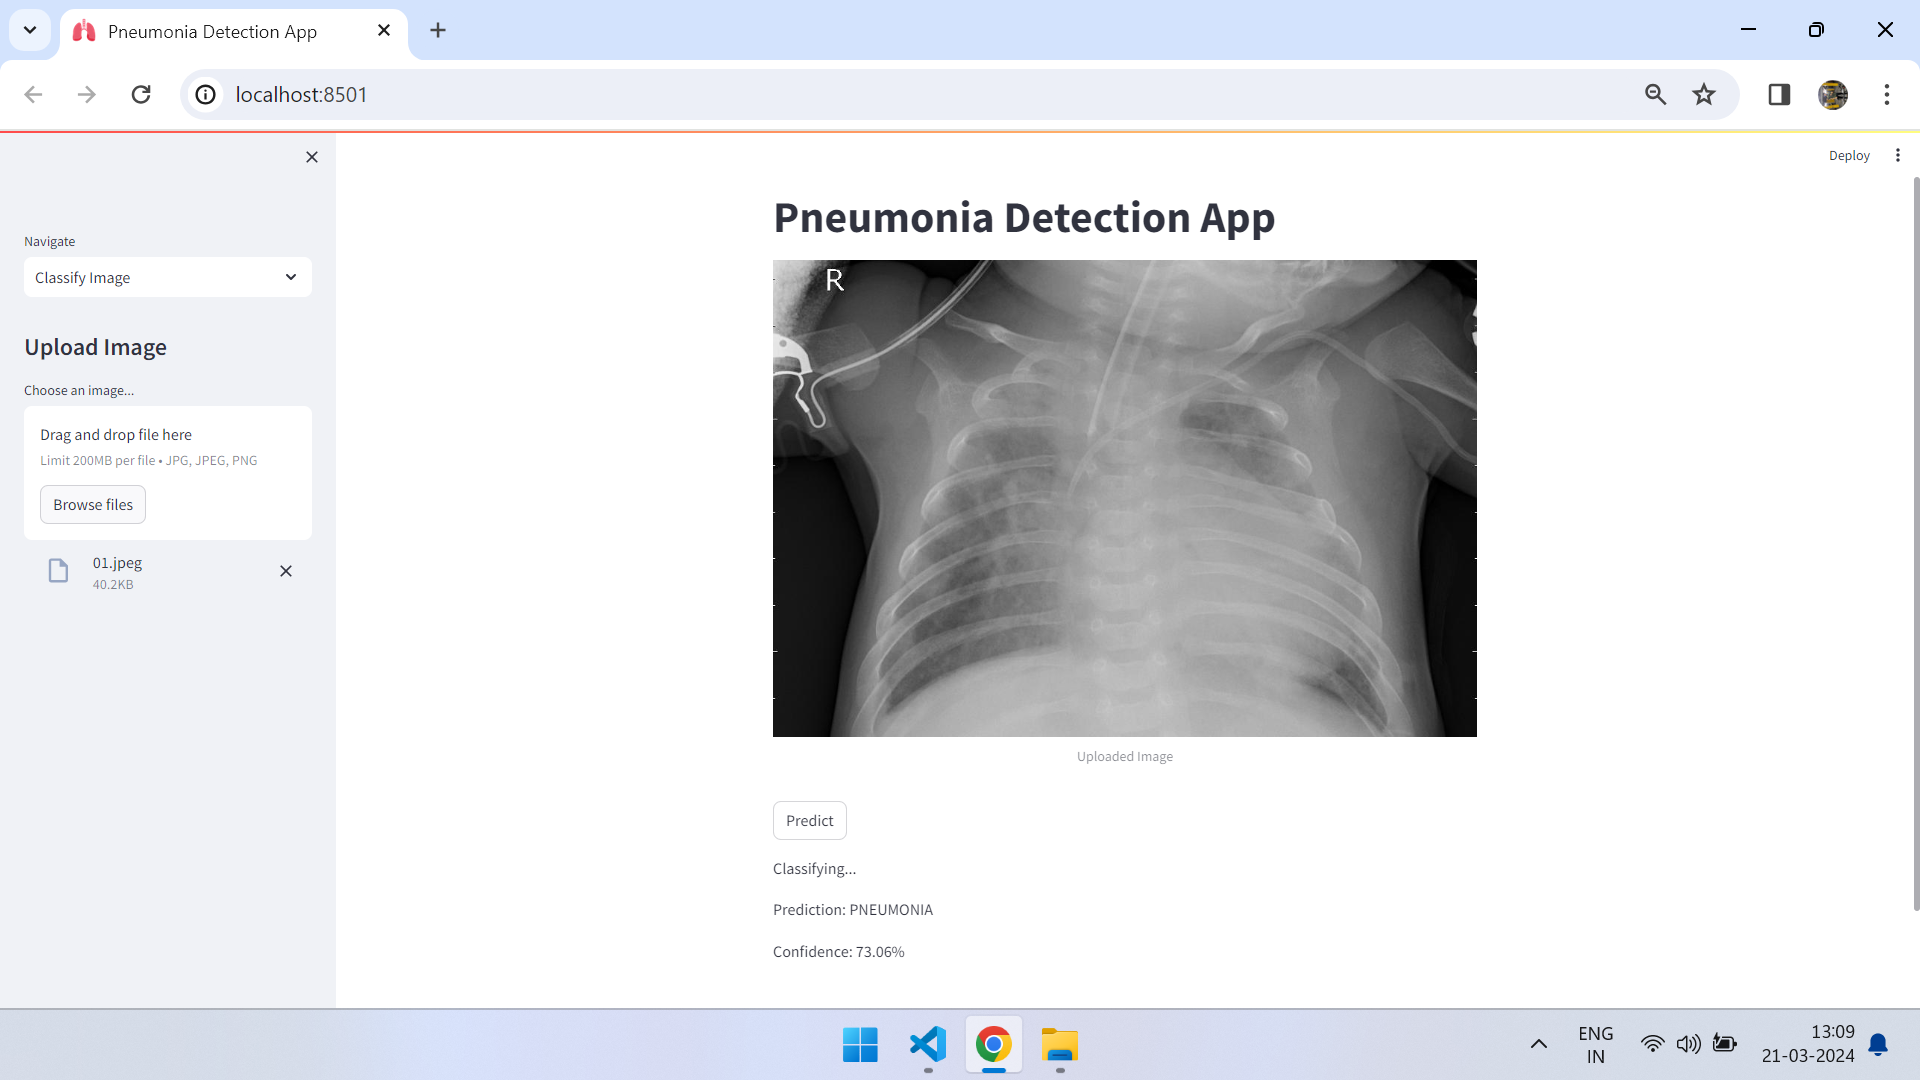 Pneumonia Detection App
localhost:8501
Deploy
Navigate
Classify Image
Upload Image
Choose an image...
Drag and drop file here
Limit 200MB per file • JPG, JPEG, PNG
Browse files
01.jpeg
40.2KB
Pneumonia Detection App
R
Uploaded Image
Predict
Classifying...
Prediction: PNEUMONIA
Confidence: 73.06%
ENG
IN
13:09
21-03-2024